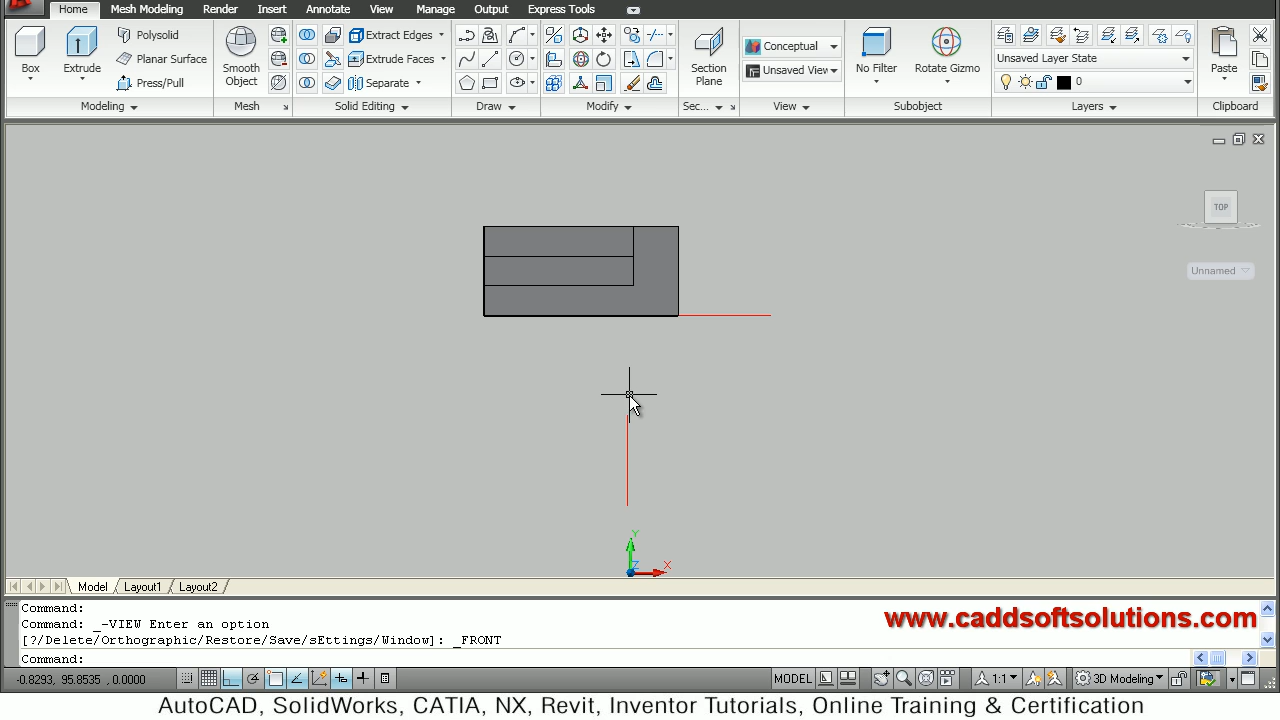 Home Mesh Modeling Render Insert Annotate View Manage Output Express Tools
Polysolid Extract Edges Conceptual Unsaved Layer State
Planar Surface Extrude Faces Unsaved View
Press/Pull Separate 0
Box Extrude Smooth Object Section Plane No Filter Rotate Gizmo Paste
Modeling Mesh Solid Editing Draw Modify Sec... View Subobject Layers Clipboard
TOP
Unnamed
Y
Z X
Model Layout1 Layout2
Command:
Command: _-VIEW Enter an option
[?/Delete/Orthographic/Restore/Save/sEttings/Window]: _FRONT
www.caddsoftsolutions.com
Command:
-0.8293, 95.8535, 0.0000 MODEL 1:1 3D Modeling
AutoCAD, SolidWorks, CATIA, NX, Revit, Inventor Tutorials, Online Training & Certification